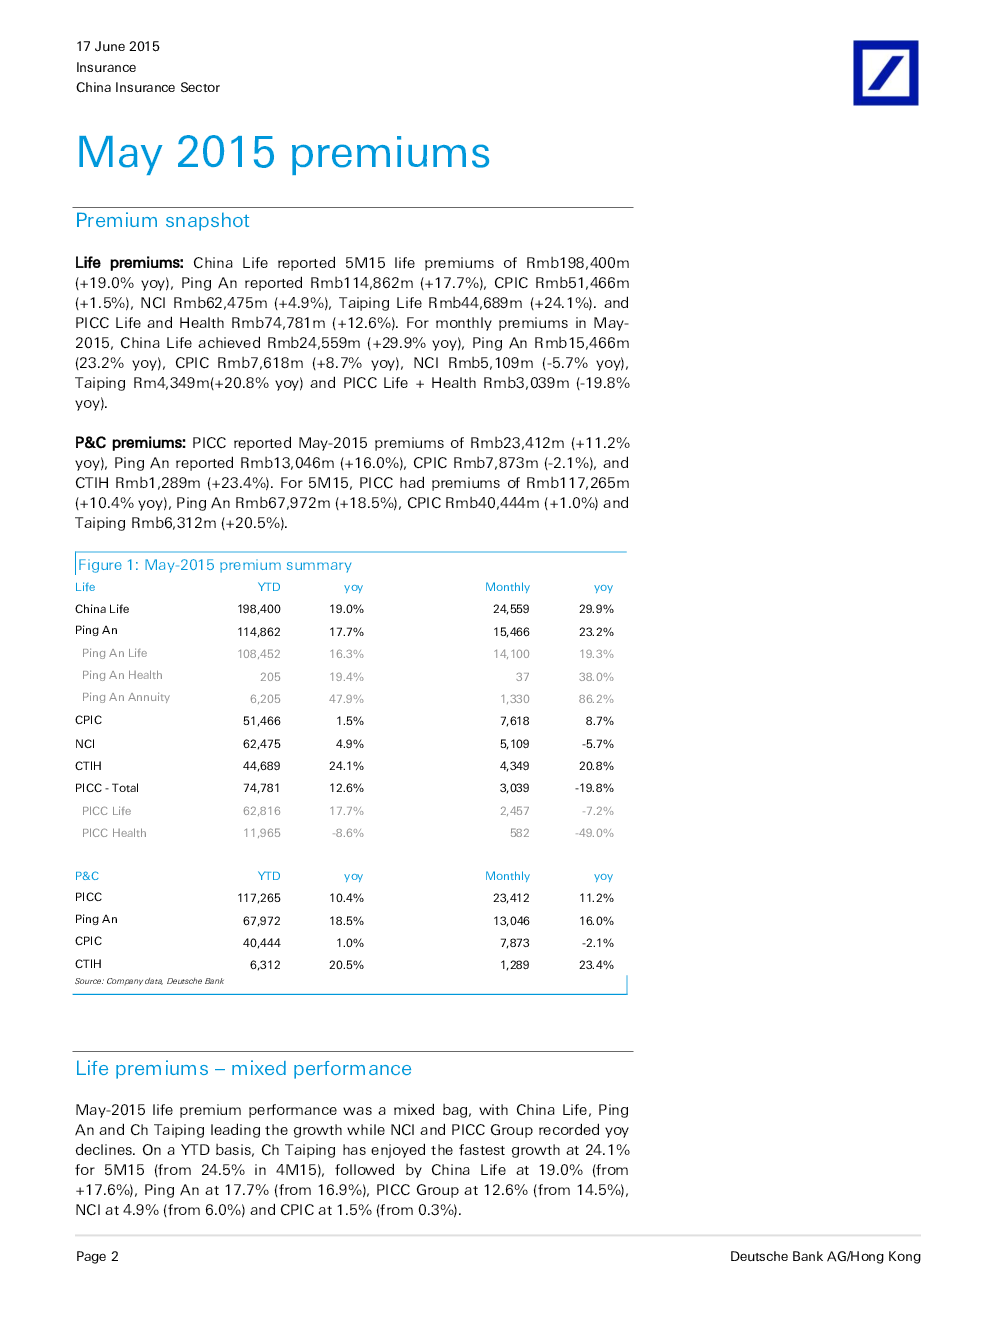 17 June 2015
Insurance
China Insurance Sector
May 2015 premiums
Premium snapshot
Life premiums: China Life reported 5M15 life premiums of Rmb198,400m
(+19.0% yoy), Ping An reported Rmb114,862m (+17.7%), CPIC Rmb51,466m
(+1.5%), NCI Rmb62,475m (+4.9%), Taiping Life Rmb44,689m (+24.1%). and
PICC Life and Health Rmb74,781m (+12.6%). For monthly premiums in May-
2015, China Life achieved Rmb24,559m (+29.9% yoy), Ping An Rmb15,466m
(23.2% yoy), CPIC Rmb7,618m (+8.7% yoy), NCI Rmb5,109m (-5.7% yoy),
Taiping Rm4,349m(+20.8% yoy) and PICC Life + Health Rmb3,039m (-19.8%
yoy).
P&C premiums: PICC reported May-2015 premiums of Rmb23,412m (+11.2%
yoy), Ping An reported Rmb13,046m (+16.0%), CPIC Rmb7,873m (-2.1%), and
CTIH Rmb1,289m (+23.4%). For 5M15, PICC had premiums of Rmb117,265m
(+10.4% yoy), Ping An Rmb67,972m (+18.5%), CPIC Rmb40,444m (+1.0%) and
Taiping Rmb6,312m (+20.5%).
Figure 1: May-2015 premium summary
Life YTD yoy Monthly yoy
China Life 198,400 19.0% 24,559 29.9%
Ping An 114,862 17.7% 15,466 23.2%
Ping An Life 108,452 16.3% 14,100 19.3%
Ping An Health 205 19.4% 37 38.0%
Ping An Annuity 6,205 47.9% 1,330 86.2%
CPIC 51,466 1.5% 7,618 8.7%
NCI 62,475 4.9% 5,109 -5.7%
CTIH 44,689 24.1% 4,349 20.8%
PICC - Total 74,781 12.6% 3,039 -19.8%
PICC Life 62,816 17.7% 2,457 -7.2%
PICC Health 11,965 -8.6% 582 -49.0%
P&C YTD yoy Monthly yoy
PICC 117,265 10.4% 23,412 11.2%
Ping An 67,972 18.5% 13,046 16.0%
CPIC 40,444 1.0% 7,873 -2.1%
CTIH 6,312 20.5% 1,289 23.4%
Source: Company data, Deutsche Bank
Life premiums – mixed performance
May-2015 life premium performance was a mixed bag, with China Life, Ping
An and Ch Taiping leading the growth while NCI and PICC Group recorded yoy
declines. On a YTD basis, Ch Taiping has enjoyed the fastest growth at 24.1%
for 5M15 (from 24.5% in 4M15), followed by China Life at 19.0% (from
+17.6%), Ping An at 17.7% (from 16.9%), PICC Group at 12.6% (from 14.5%),
NCI at 4.9% (from 6.0%) and CPIC at 1.5% (from 0.3%).
Page 2 Deutsche Bank AG/Hong Kong